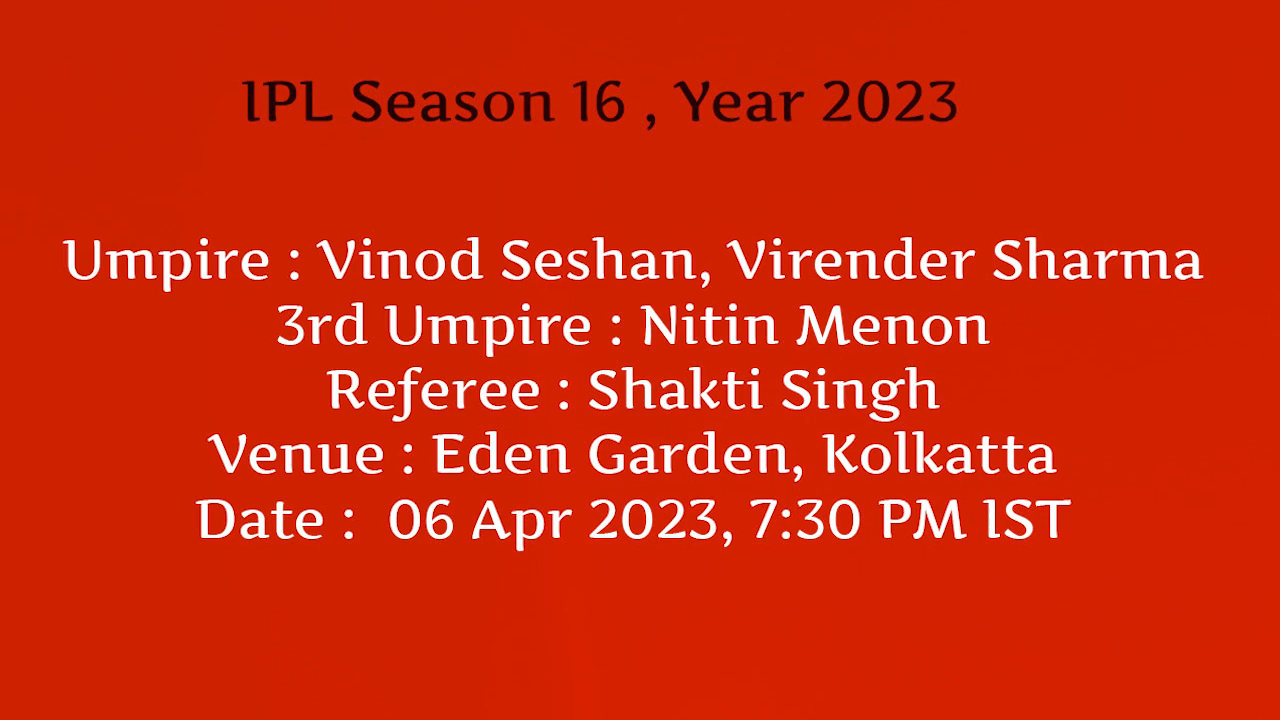 IPL Season 16 , Year 2023
Umpire : Vinod Seshan, Virender Sharma
3rd Umpire : Nitin Menon
Referee : Shakti Singh
Venue : Eden Garden, Kolkatta
Date :  06 Apr 2023, 7:30 PM IST